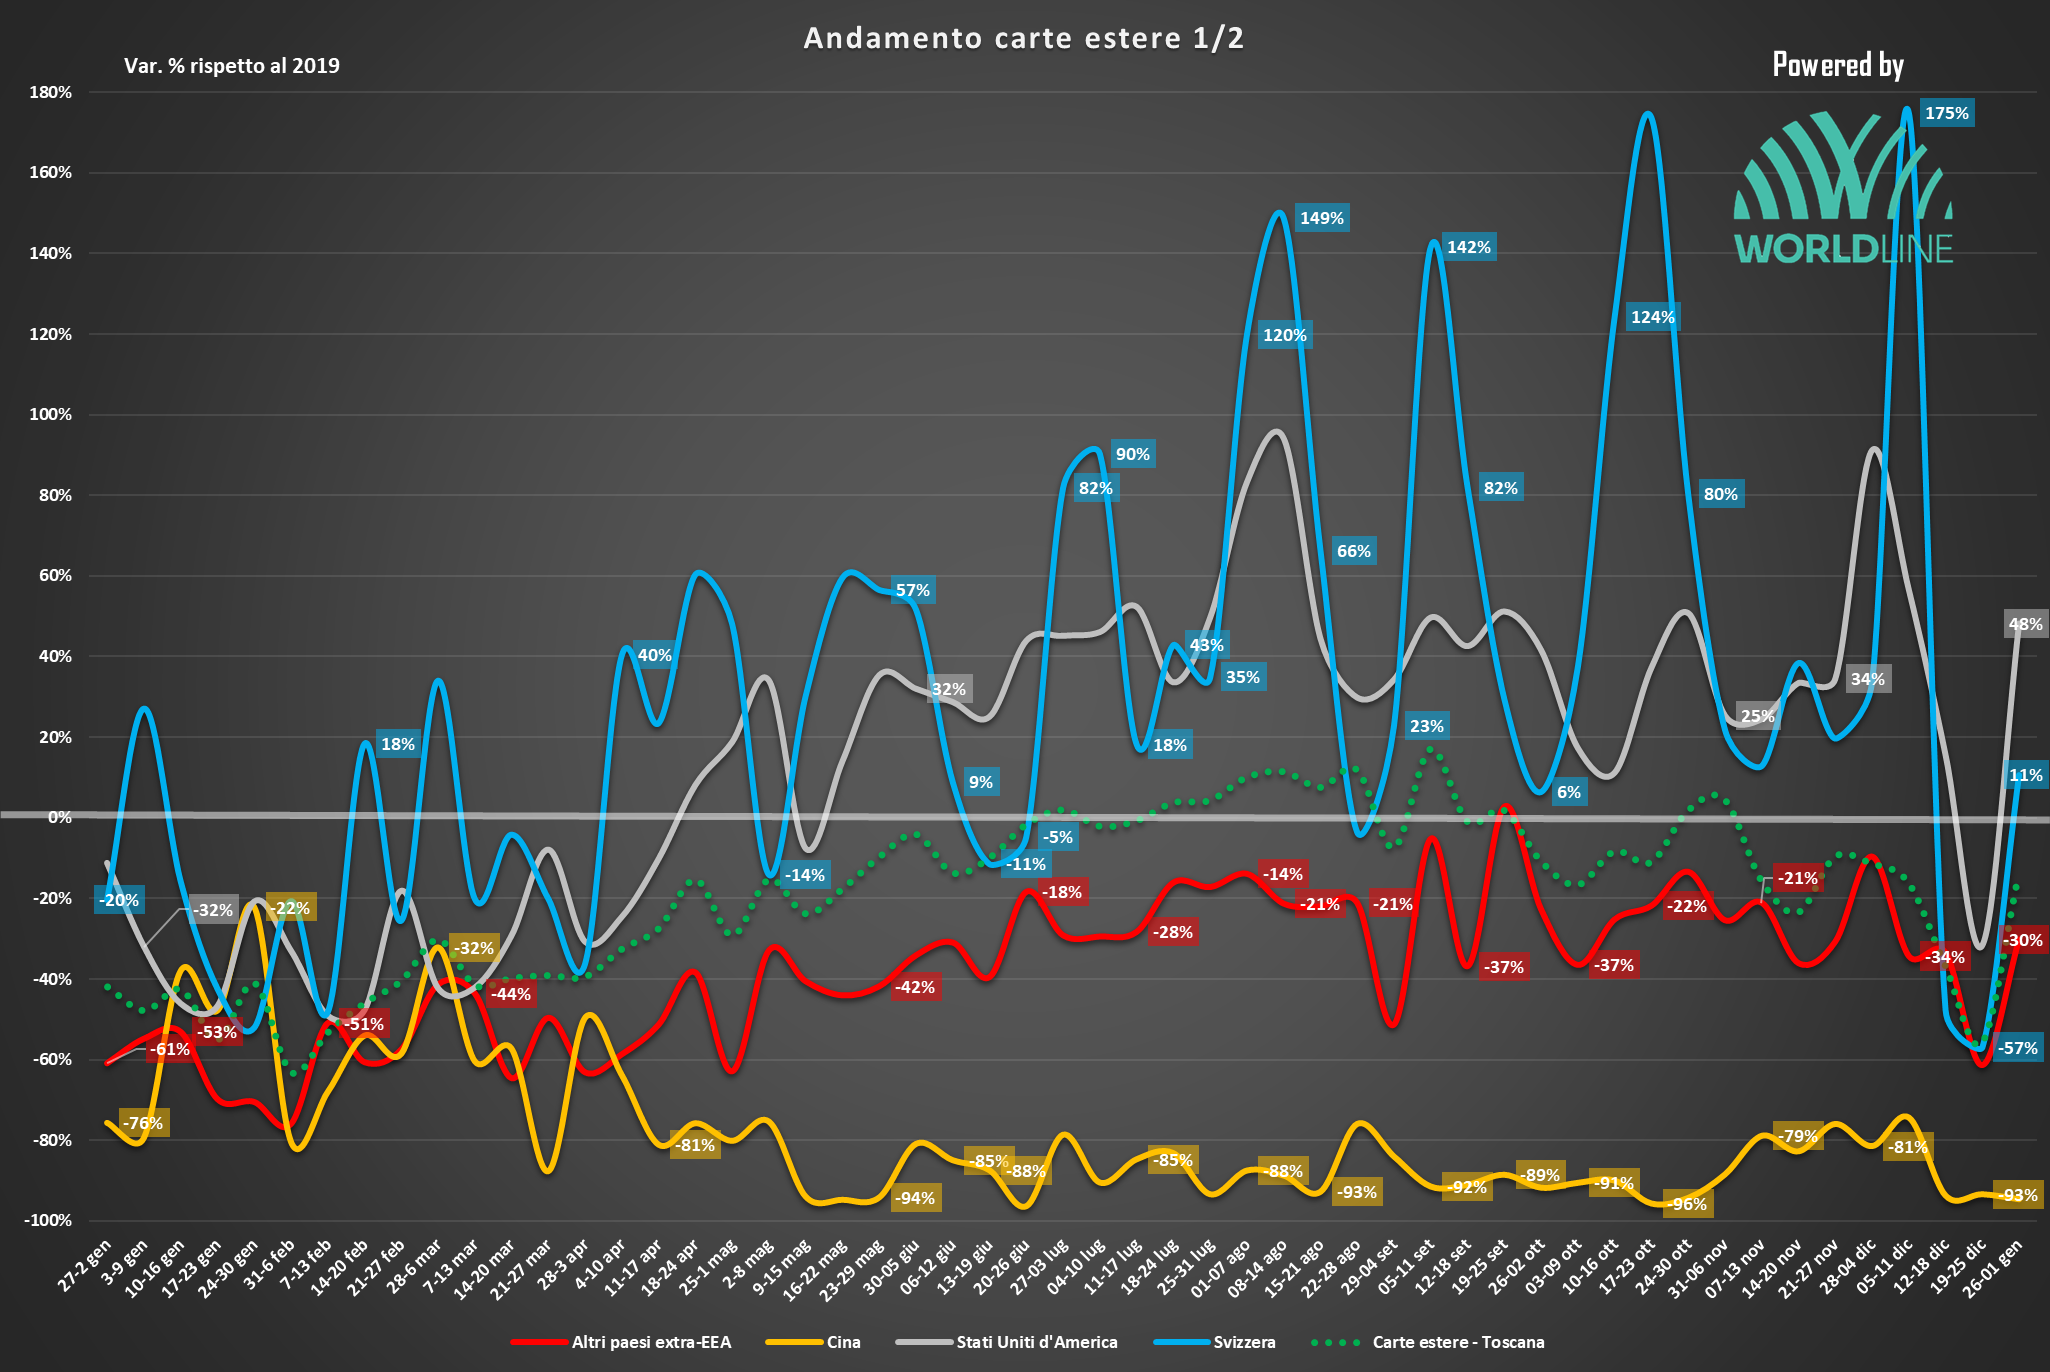 Andamento carte estere 1/2
Var. % rispetto al 2019
Powered by
WORLDLINE
180%
160%
140%
120%
100%
80%
60%
40%
20%
0%
-20%
-40%
-60%
-80%
-100%
175%
149%
142%
120%
124%
90%
82%
82%
80%
66%
57%
48%
43%
40%
35%
32%
34%
23%
25%
18%
18%
9%
6%
11%
-5%
-11%
-14%
-14%
-20%
-32%
-22%
-18%
-21%
-21%
-21%
-22%
-28%
-32%
-30%
-34%
-37%
-37%
-44%
-42%
-51%
-53%
-61%
-57%
-76%
-81%
-79%
-81%
-85%
-88%
-85%
-88%
-89%
-91%
-92%
-93%
-94%
-96%
-93%
27-2 gen
3-9 gen
10-16 gen
17-23 gen
24-30 gen
31-6 feb
7-13 feb
14-20 feb
21-27 feb
28-6 mar
7-13 mar
14-20 mar
21-27 mar
28-3 apr
4-10 apr
11-17 apr
18-24 apr
25-1 mag
2-8 mag
9-15 mag
16-22 mag
23-29 mag
30-05 giu
06-12 giu
13-19 giu
20-26 giu
27-03 lug
04-10 lug
11-17 lug
18-24 lug
25-31 lug
01-07 ago
08-14 ago
15-21 ago
22-28 ago
29-04 set
05-11 set
12-18 set
19-25 set
26-02 ott
03-09 ott
10-16 ott
17-23 ott
24-30 ott
31-06 nov
07-13 nov
14-20 nov
21-27 nov
28-04 dic
05-11 dic
12-18 dic
19-25 dic
26-01 gen
Altri paesi extra-EEA
Cina
Stati Uniti d'America
Svizzera
Carte estere - Toscana